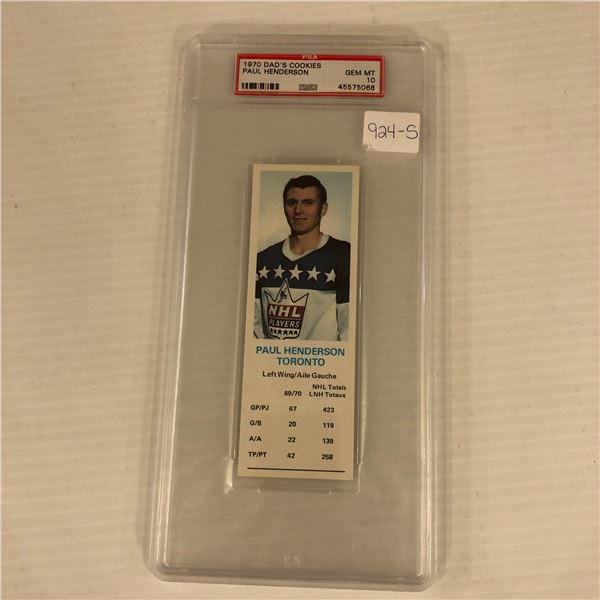 PSA
1970 DAD'S COOKIES
PAUL HENDERSON GEM MT
10
45575068
924-S
NHL
PLAYERS
PAUL HENDERSON
TORONTO
Left Wing/Aile Gauche
NHL Totals
69/70 LNH Totaux
GP/PJ 67 423
G/B 20 119
A/A 22 139
TP/PT 42 258